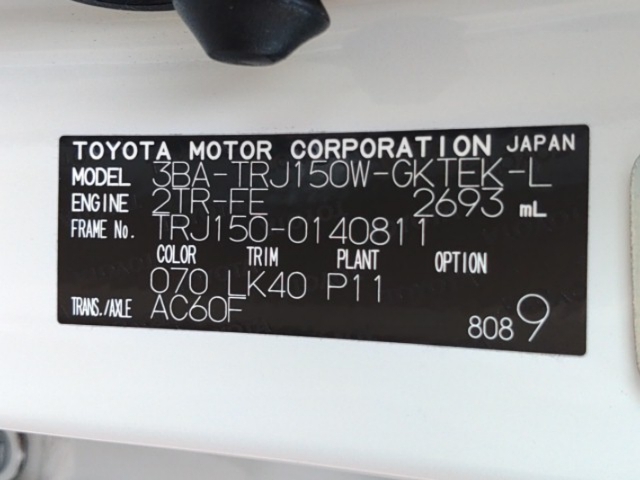 TOYOTA MOTOR CORPORATION JAPAN
MODEL 3BA-TRJ150W-GKTEK-L
ENGINE 2TR-FE 2693 mL
FRAME No. TRJ150-0140811
COLOR TRIM PLANT OPTION
070 LK40 P11
TRANS./AXLE AC60F
8089